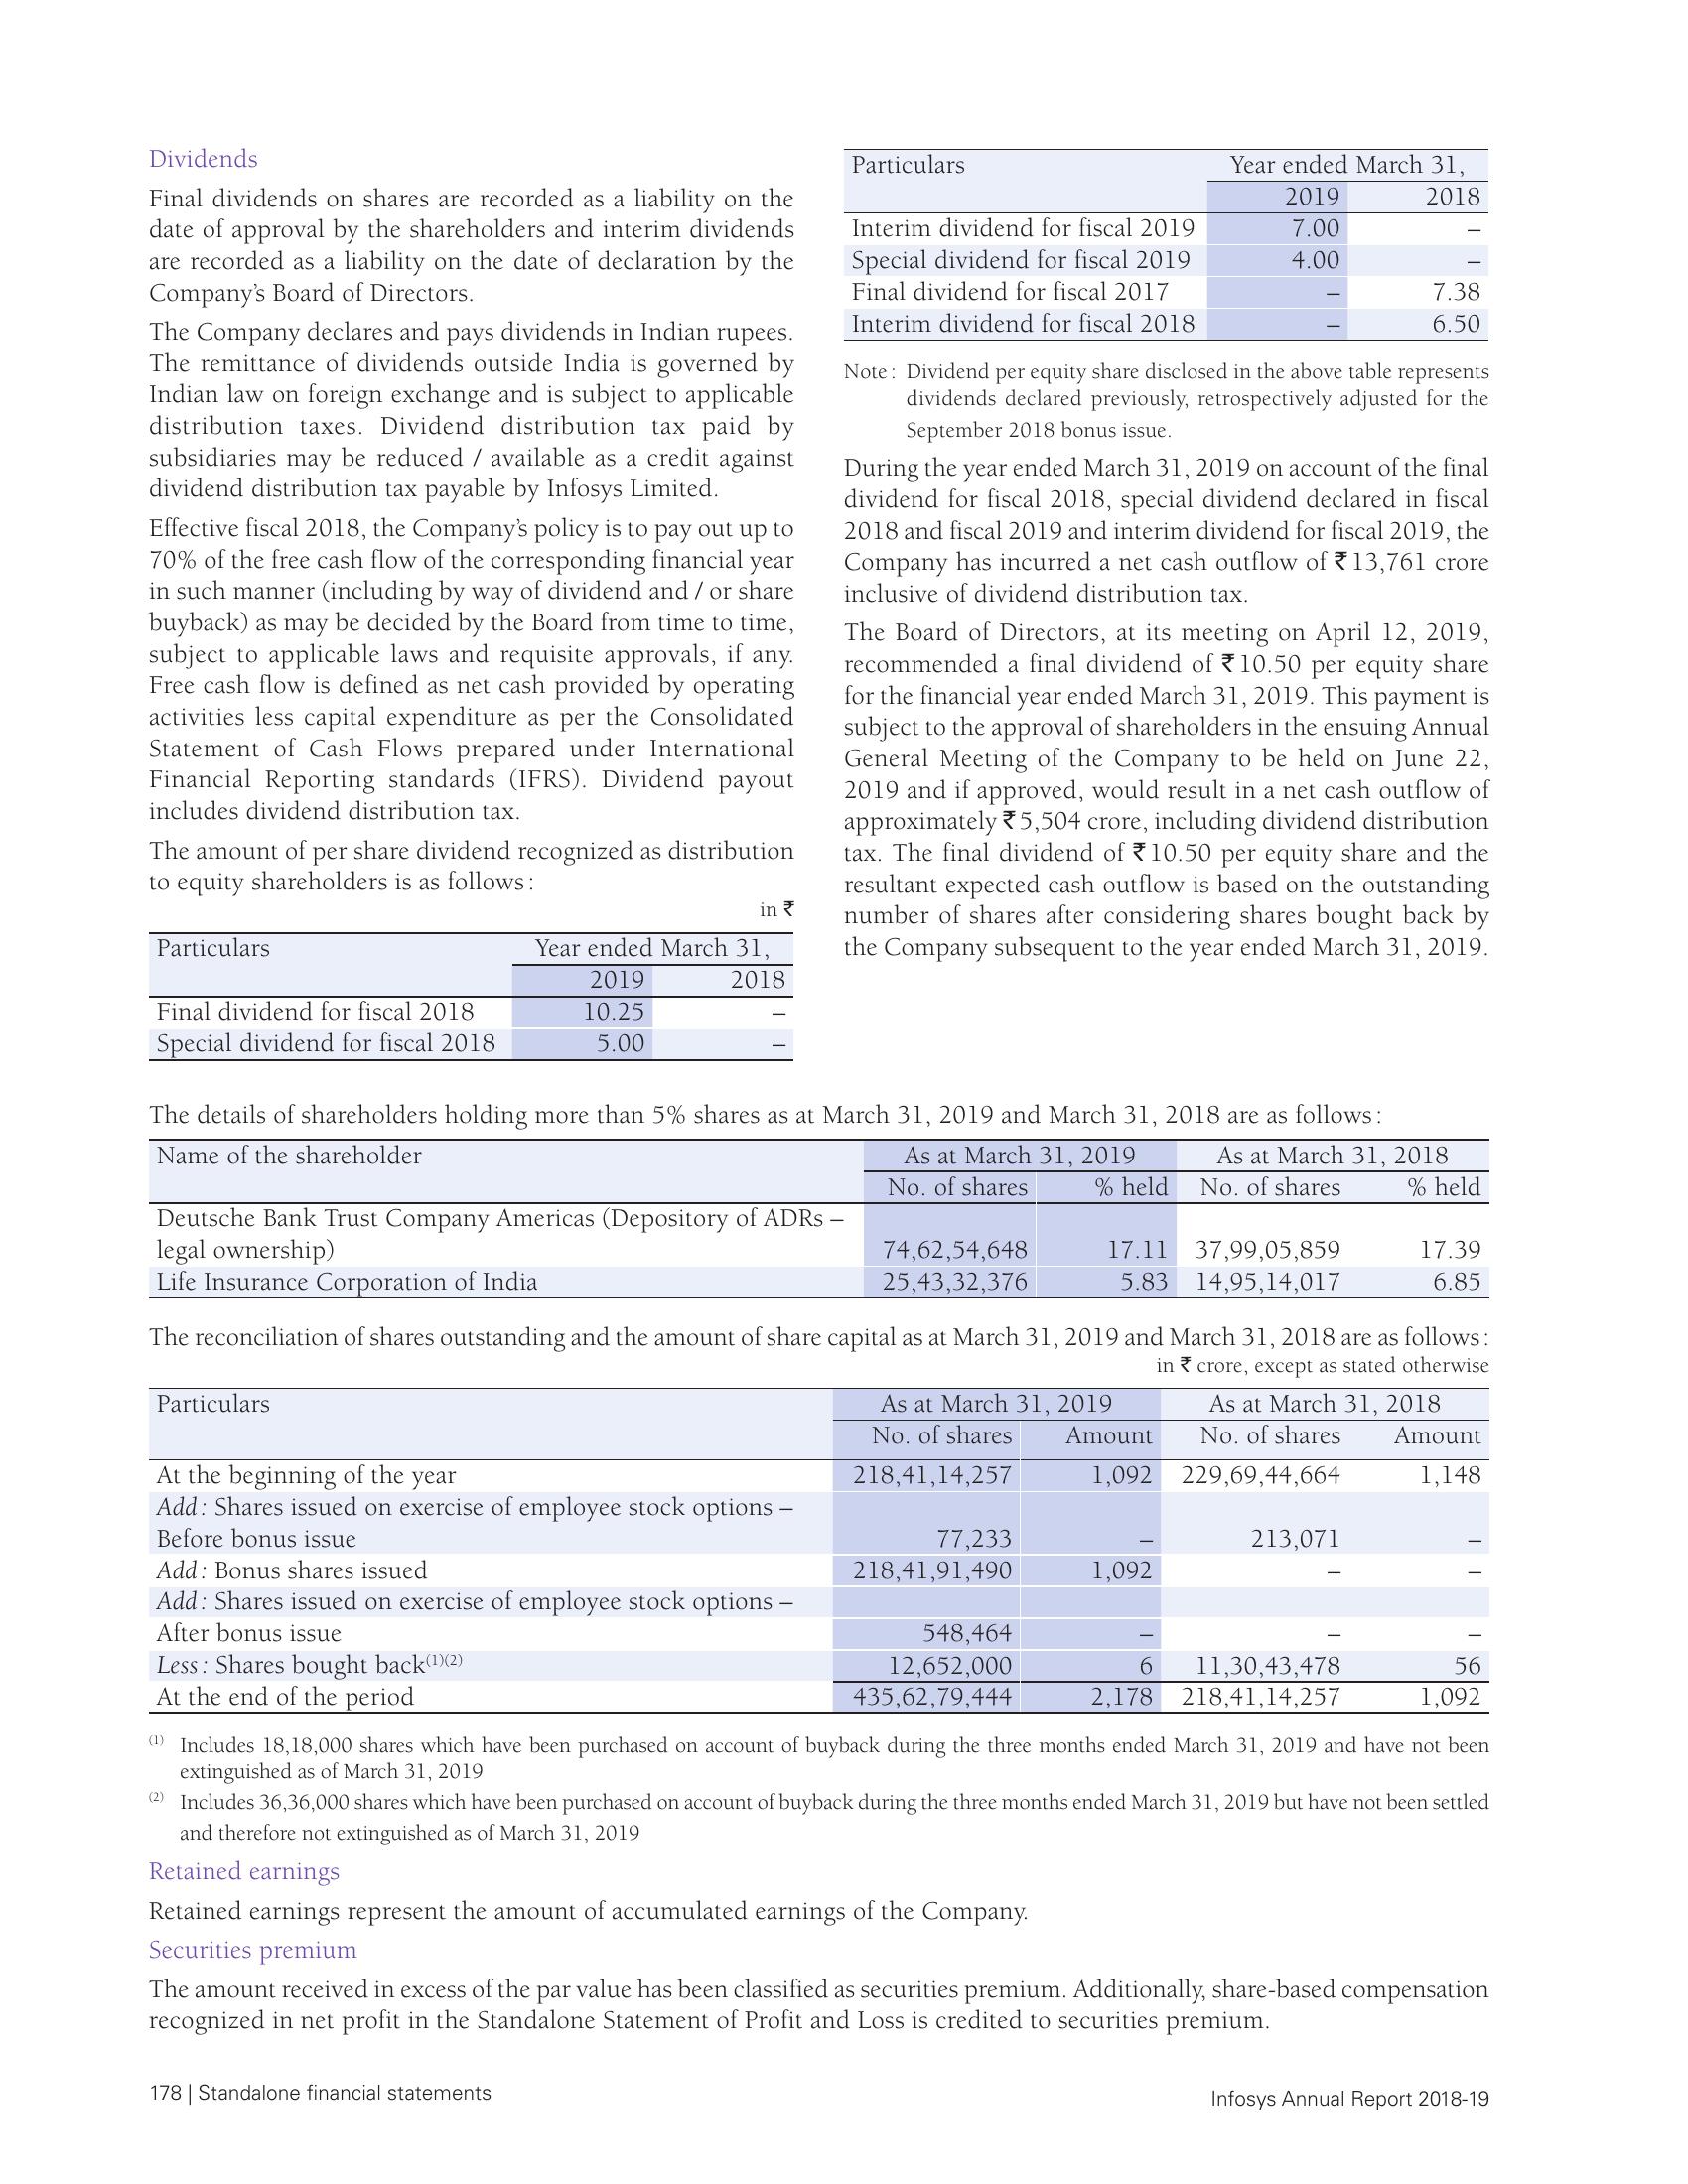 Dividends
Final dividends on shares are recorded as a liability on the
date of approval by the shareholders and interim dividends
are recorded as a liability on the date of declaration by the
Company's Board of Directors.
The Company declares and pays dividends in Indian rupees.
The remittance of dividends outside India is governed by
Indian law on foreign exchange and is subject to applicable
distribution taxes. Dividend distribution tax paid by
subsidiaries may be reduced / available as a credit against
dividend distribution tax payable by Infosys Limited.
Effective fiscal 2018, the Company's policy is to pay out up to
70% of the free cash flow of the corresponding financial year
in such manner (including by way of dividend and / or share
buyback) as may be decided by the Board from time to time,
subject to applicable laws and requisite approvals, if any.
Free cash flow is defined as net cash provided by operating
activities less capital expenditure as per the Consolidated
Statement of Cash Flows prepared under International
Financial Reporting standards (IFRS). Dividend payout
includes dividend distribution tax.
The amount of per share dividend recognized as distribution
to equity shareholders is as follows:
in ₹
Particulars Year ended March 31,
2019 2018
Final dividend for fiscal 2018 10.25 –
Special dividend for fiscal 2018 5.00 –
Particulars Year ended March 31,
2019 2018
Interim dividend for fiscal 2019 7.00 –
Special dividend for fiscal 2019 4.00 –
Final dividend for fiscal 2017 – 7.38
Interim dividend for fiscal 2018 – 6.50
Note: Dividend per equity share disclosed in the above table represents
dividends declared previously, retrospectively adjusted for the
September 2018 bonus issue.
During the year ended March 31, 2019 on account of the final
dividend for fiscal 2018, special dividend declared in fiscal
2018 and fiscal 2019 and interim dividend for fiscal 2019, the
Company has incurred a net cash outflow of ₹13,761 crore
inclusive of dividend distribution tax.
The Board of Directors, at its meeting on April 12, 2019,
recommended a final dividend of ₹10.50 per equity share
for the financial year ended March 31, 2019. This payment is
subject to the approval of shareholders in the ensuing Annual
General Meeting of the Company to be held on June 22,
2019 and if approved, would result in a net cash outflow of
approximately ₹5,504 crore, including dividend distribution
tax. The final dividend of ₹10.50 per equity share and the
resultant expected cash outflow is based on the outstanding
number of shares after considering shares bought back by
the Company subsequent to the year ended March 31, 2019.
The details of shareholders holding more than 5% shares as at March 31, 2019 and March 31, 2018 are as follows:
Name of the shareholder As at March 31, 2019 As at March 31, 2018
No. of shares % held No. of shares % held
Deutsche Bank Trust Company Americas (Depository of ADRs –
legal ownership) 74,62,54,648 17.11 37,99,05,859 17.39
Life Insurance Corporation of India 25,43,32,376 5.83 14,95,14,017 6.85
The reconciliation of shares outstanding and the amount of share capital as at March 31, 2019 and March 31, 2018 are as follows:
in ₹ crore, except as stated otherwise
Particulars As at March 31, 2019 As at March 31, 2018
No. of shares Amount No. of shares Amount
At the beginning of the year 218,41,14,257 1,092 229,69,44,664 1,148
Add: Shares issued on exercise of employee stock options –
Before bonus issue 77,233 – 213,071 –
Add: Bonus shares issued 218,41,91,490 1,092 – –
Add: Shares issued on exercise of employee stock options –
After bonus issue 548,464 – – –
Less: Shares bought back(1)(2) 12,652,000 6 11,30,43,478 56
At the end of the period 435,62,79,444 2,178 218,41,14,257 1,092
(1) Includes 18,18,000 shares which have been purchased on account of buyback during the three months ended March 31, 2019 and have not been
extinguished as of March 31, 2019
(2) Includes 36,36,000 shares which have been purchased on account of buyback during the three months ended March 31, 2019 but have not been settled
and therefore not extinguished as of March 31, 2019
Retained earnings
Retained earnings represent the amount of accumulated earnings of the Company.
Securities premium
The amount received in excess of the par value has been classified as securities premium. Additionally, share-based compensation
recognized in net profit in the Standalone Statement of Profit and Loss is credited to securities premium.
178 | Standalone financial statements
Infosys Annual Report 2018-19